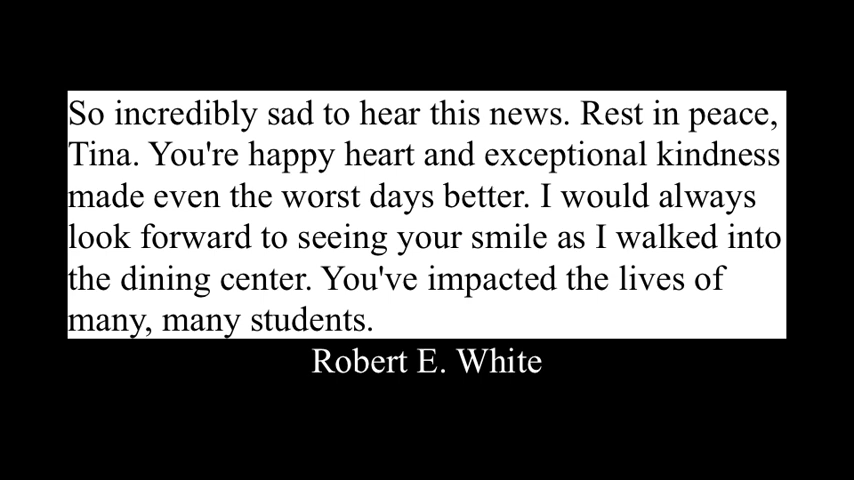 So incredibly sad to hear this news. Rest in peace,
Tina. You're happy heart and exceptional kindness
made even the worst days better. I would always
look forward to seeing your smile as I walked into
the dining center. You've impacted the lives of
many, many students.
Robert E. White